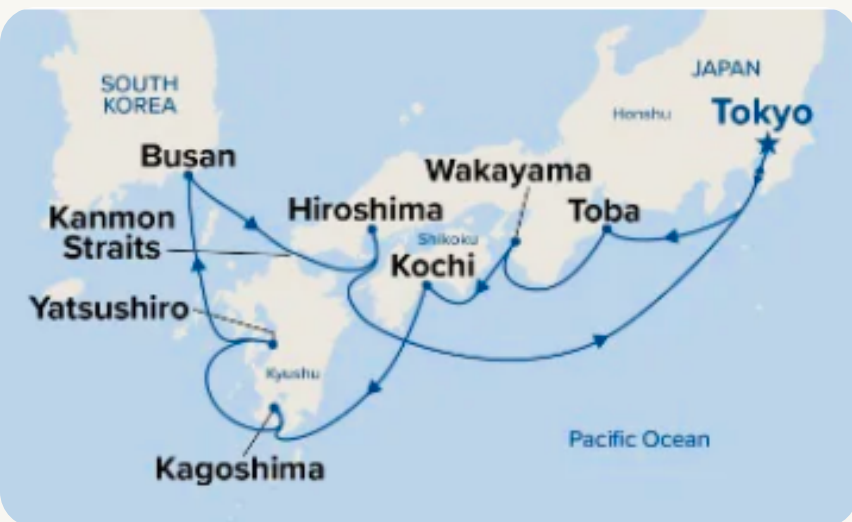 SOUTH
KOREA
JAPAN
Honshu
Tokyo
Busan
Wakayama
Kanmon
Straits
Hiroshima
Toba
Shikoku
Kochi
Yatsushiro
Kyushu
Pacific Ocean
Kagoshima